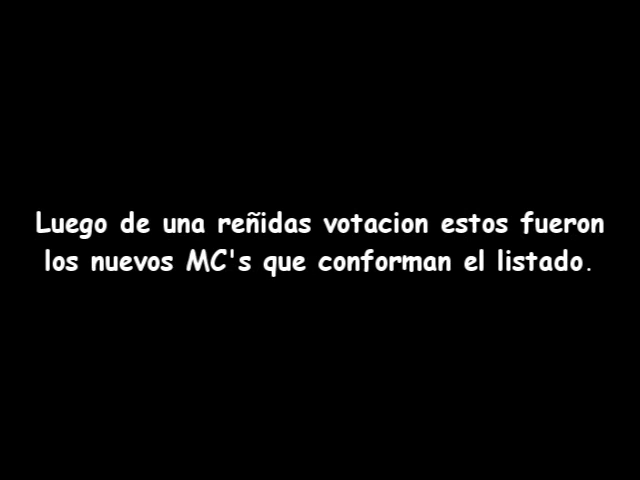 Luego de una reñidas votacion estos fueron
los nuevos MC's que conforman el listado.